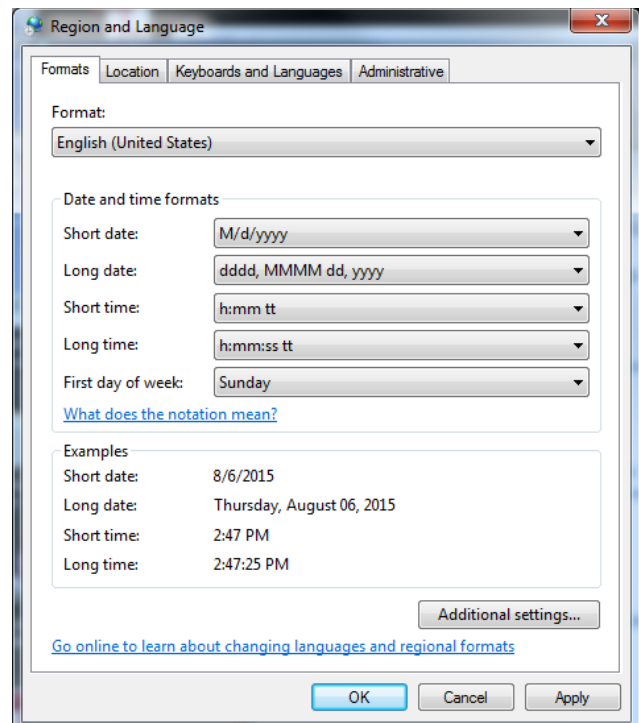 Region and Language
Formats Location Keyboards and Languages Administrative
Format:
English (United States)
Date and time formats
Short date: M/d/yyyy
Long date: dddd, MMMM dd, yyyy
Short time: h:mm tt
Long time: h:mm:ss tt
First day of week: Sunday
What does the notation mean?
Examples
Short date: 8/6/2015
Long date: Thursday, August 06, 2015
Short time: 2:47 PM
Long time: 2:47:25 PM
Additional settings...
Go online to learn about changing languages and regional formats
OK Cancel Apply